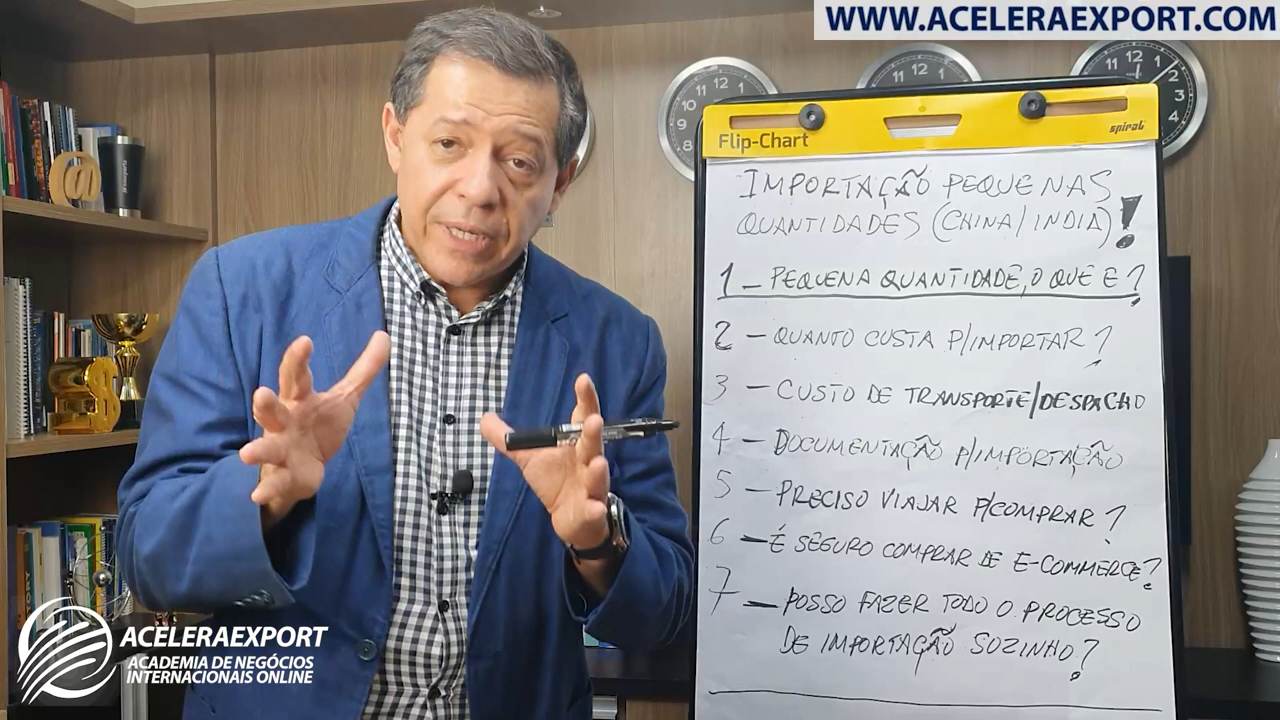 WWW.ACELERAEXPORT.COM
Flip-Chart
spiral
IMPORTAÇÃO PEQUENAS
QUANTIDADES (CHINA/INDIA)!
1 - PEQUENA QUANTIDADE, O QUE E?
2 - QUANTO CUSTA P/IMPORTAR?
3 - CUSTO DE TRANSPORTE/DESPACHO
4 - DOCUMENTAÇÃO P/IMPORTAÇÃO
5 - PRECISO VIAJAR P/COMPRAR?
6 - É SEGURO COMPRAR DE E-COMMERCE?
7 - POSSO FAZER TODO O PROCESSO
DE IMPORTAÇÃO SOZINHO?
ACELERAEXPORT
ACADEMIA DE NEGÓCIOS
INTERNACIONAIS ONLINE